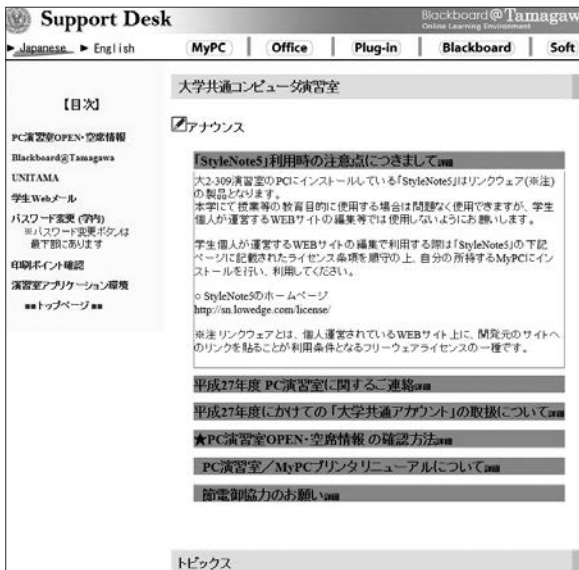 Support Desk
Blackboard@Tamagaw
Online Learning Environment
► Japanese ► English
MyPC
Office
Plug-in
Blackboard
Soft
【目次】
PC演習室OPEN・空席情報
Blackboard@Tamagawa
UNITAMA
学生Webメール
パスワード変更 (学内)
※パスワード変更ボタンは
最下部にあります
印刷ポイント確認
演習室アプリケーション環境
■■トップページ■■
大学共通コンピュータ演習室
アナウンス
「StyleNote5」利用時の注意点につきまして
大2-309演習室のPCにインストールしている「StyleNote5」はリンクウェア(※注)
の製品となります。
本学にて授業等の教育目的に使用する場合は問題なく使用できますが、学生
個人が運営するWEBサイトの編集等では使用しないようにお願いします。
学生個人が運営するWEBサイトの編集で利用する際は「StyleNote5」の下記
ページに記載されたライセンス条項を順守の上、自分の所持するMyPCにイン
ストールを行い、利用してください。
○ StyleNote5のホームページ
http://sn.lowedge.com/license/
※注 リンクウェアとは、個人運営されているWEBサイト上に、開発元のサイトへ
のリンクを貼ることが利用条件となるフリーウェアライセンスの一種です。
平成27年度 PC演習室に関するご連絡
平成27年度にかけての「大学共通アカウント」の取扱について
★PC演習室OPEN・空席情報 の確認方法
PC演習室／MyPCプリンタリニューアルについて
節電御協力のお願い
トピックス